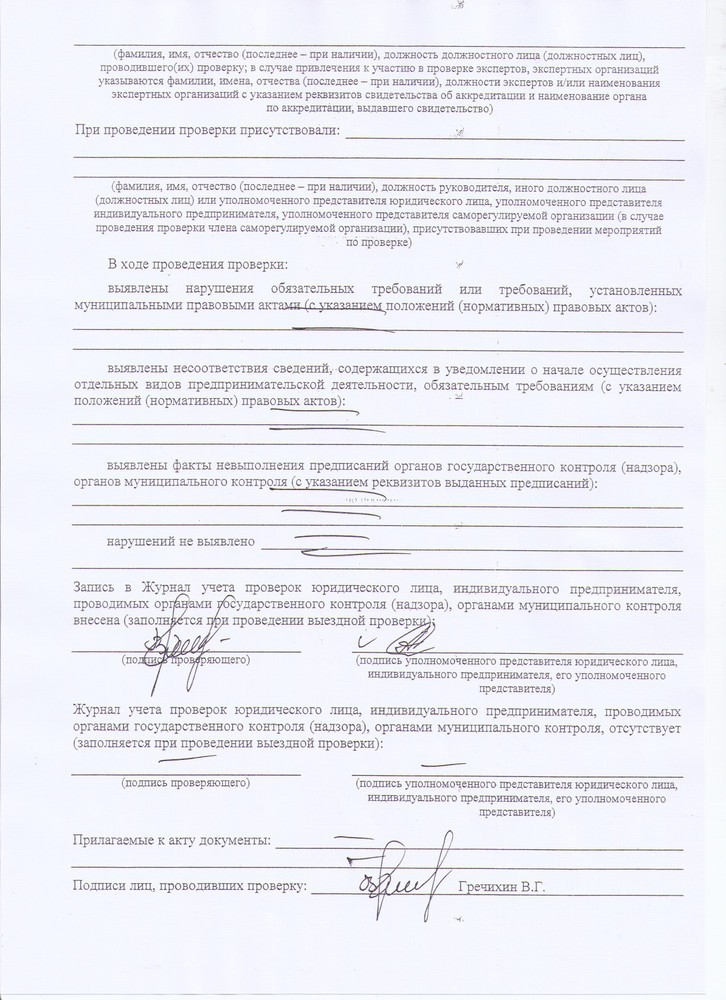 (фамилия, имя, отчество (последнее – при наличии), должность должностного лица (должностных лиц),
проводившего(их) проверку; в случае привлечения к участию в проверке экспертов, экспертных организаций
указываются фамилии, имена, отчества (последнее – при наличии), должности экспертов и/или наименования
экспертных организаций с указанием реквизитов свидетельства об аккредитации и наименование органа
по аккредитации, выдавшего свидетельство)
При проведении проверки присутствовали:
(фамилия, имя, отчество (последнее – при наличии), должность руководителя, иного должностного лица
(должностных лиц) или уполномоченного представителя юридического лица, уполномоченного представителя
индивидуального предпринимателя, уполномоченного представителя саморегулируемой организации (в случае
проведения проверки члена саморегулируемой организации), присутствовавших при проведении мероприятий
по проверке)
В ходе проведения проверки:
выявлены нарушения обязательных требований или требований, установленных
муниципальными правовыми актами (с указанием положений (нормативных) правовых актов):
выявлены несоответствия сведений, содержащихся в уведомлении о начале осуществления
отдельных видов предпринимательской деятельности, обязательным требованиям (с указанием
положений (нормативных) правовых актов):
выявлены факты невыполнения предписаний органов государственного контроля (надзора),
органов муниципального контроля (с указанием реквизитов выданных предписаний):
нарушений не выявлено
Запись в Журнал учета проверок юридического лица, индивидуального предпринимателя,
проводимых органами государственного контроля (надзора), органами муниципального контроля
внесена (заполняется при проведении выездной проверки):
(подпись проверяющего) (подпись уполномоченного представителя юридического лица,
индивидуального предпринимателя, его уполномоченного
представителя)
Журнал учета проверок юридического лица, индивидуального предпринимателя, проводимых
органами государственного контроля (надзора), органами муниципального контроля, отсутствует
(заполняется при проведении выездной проверки):
(подпись проверяющего) (подпись уполномоченного представителя юридического лица,
индивидуального предпринимателя, его уполномоченного
представителя)
Прилагаемые к акту документы:
Подписи лиц, проводивших проверку: Гречихин В.Г.